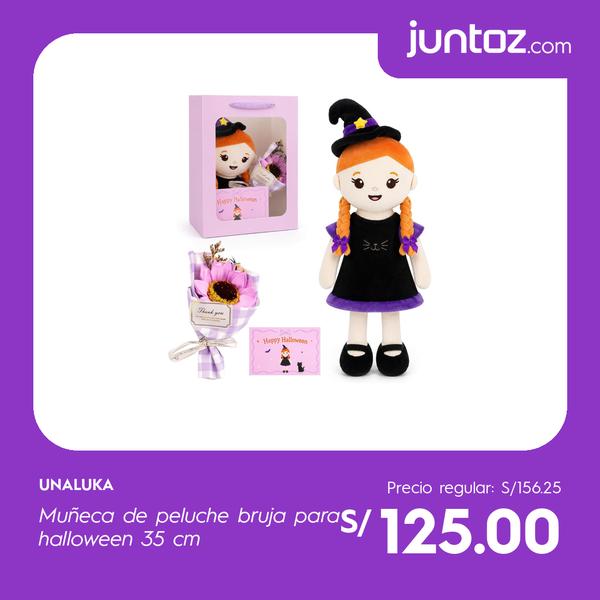 juntoz.com
Happy Halloween
Thank you
Happy Halloween
UNALUKA
Precio regular: S/156.25
Muñeca de peluche bruja para
halloween 35 cm
S/125.00